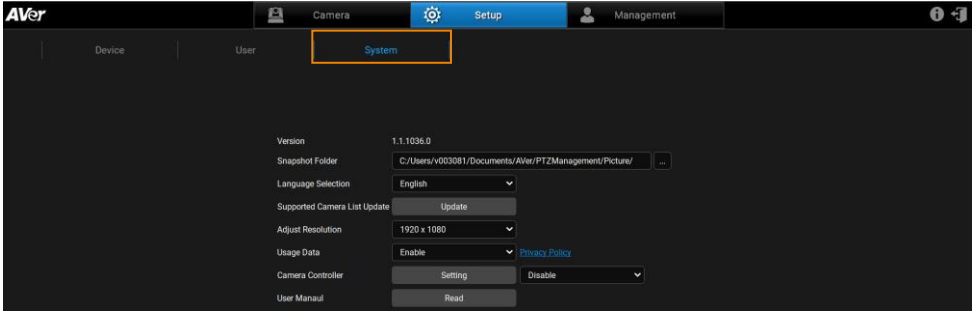 AVer Camera Setup Management
Device User System
Version 1.1.1036.0
Snapshot Folder C:/Users/v003081/Documents/AVer/PTZManagement/Picture/ ...
Language Selection English
Supported Camera List Update Update
Adjust Resolution 1920 x 1080
Usage Data Enable Privacy Policy
Camera Controller Setting Disable
User Manaul Read